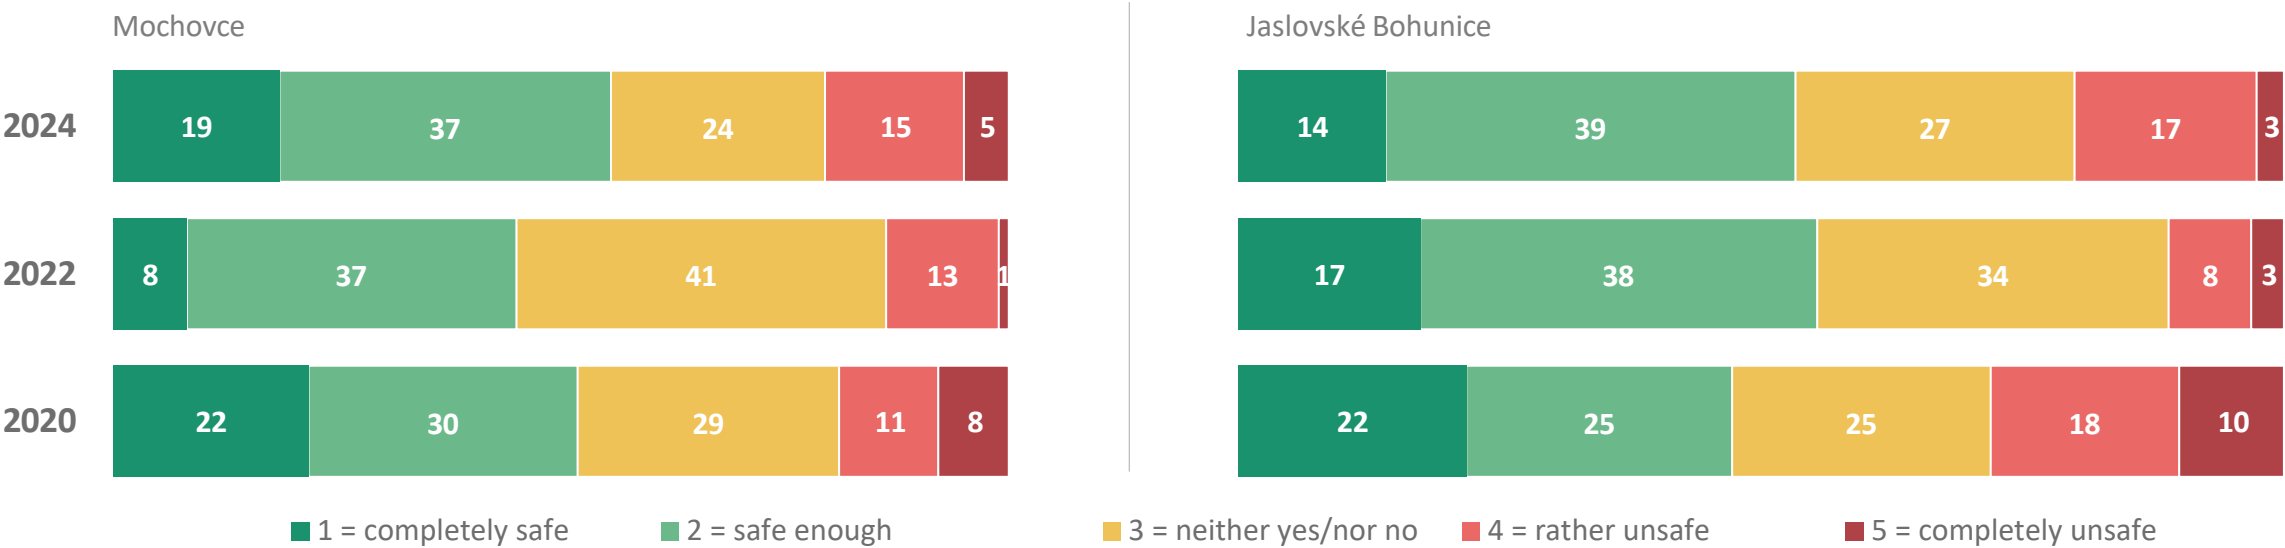 Mochovce
Jaslovské Bohunice
2024 19 37 24 15 5 14 39 27 17 3
2022 8 37 41 13 1 17 38 34 8 3
2020 22 30 29 11 8 22 25 25 18 10
1 = completely safe 2 = safe enough 3 = neither yes/nor no 4 = rather unsafe 5 = completely unsafe